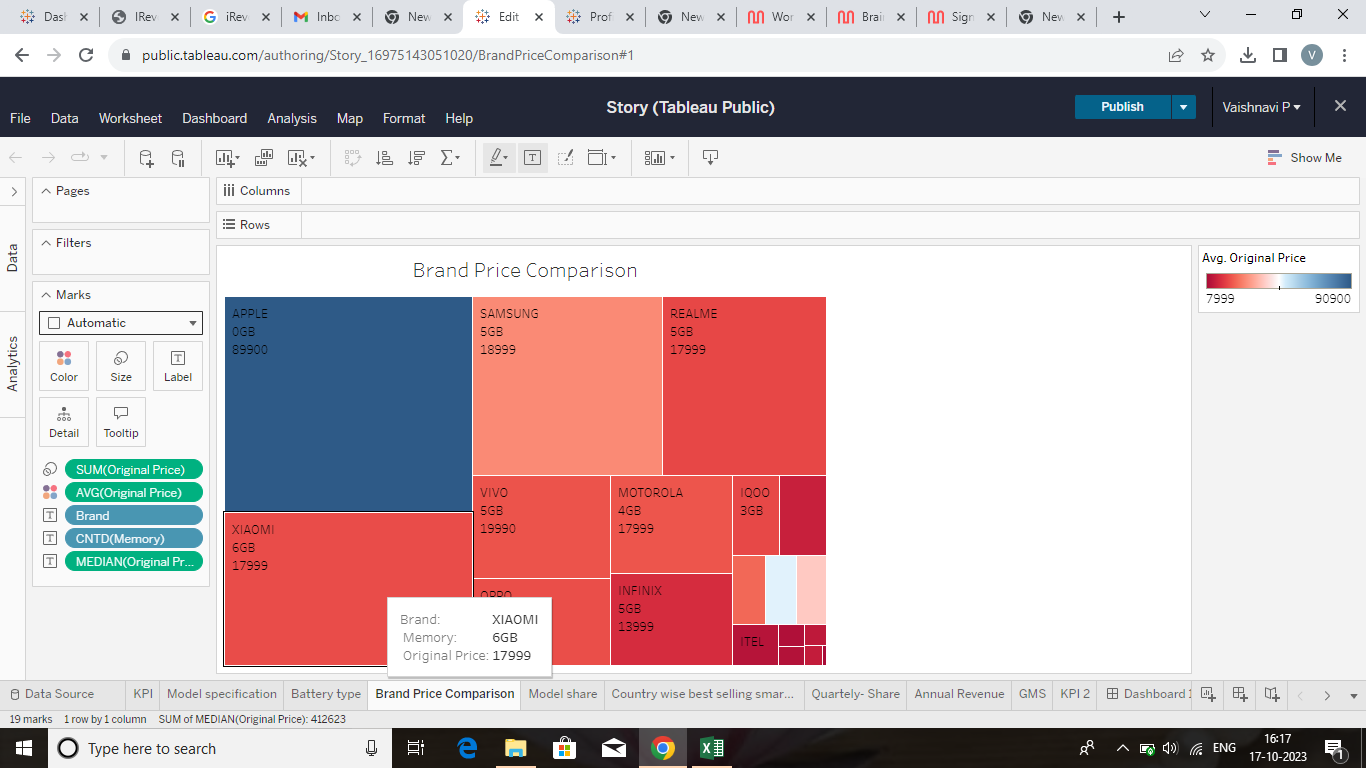 Dash
IRev
iRev
Inbo
New
Edit
Profi
New
Wor
Brai
Sign
New
public.tableau.com/authoring/Story_16975143051020/BrandPriceComparison#1
V
Story (Tableau Public)
Publish
Vaishnavi P
File Data Worksheet Dashboard Analysis Map Format Help
Show Me
Pages
Columns
Rows
Filters
Data
Analytics
Marks
Automatic
Color Size Label
Detail Tooltip
SUM(Original Price)
AVG(Original Price)
Brand
CNTD(Memory)
MEDIAN(Original Pr...
Brand Price Comparison
APPLE
0GB
89900
SAMSUNG
5GB
18999
REALME
5GB
17999
XIAOMI
6GB
17999
VIVO
5GB
19990
MOTOROLA
4GB
17999
IQOO
3GB
OPPO
INFINIX
5GB
13999
ITEL
Brand: XIAOMI
Memory: 6GB
Original Price: 17999
Avg. Original Price
7999 90900
Data Source KPI Model specification Battery type Brand Price Comparison Model share Country wise best selling smar... Quartely- Share Annual Revenue GMS KPI 2 Dashboard 1
19 marks 1 row by 1 column SUM of MEDIAN(Original Price): 412623
Type here to search
ENG
16:17
17-10-2023
1